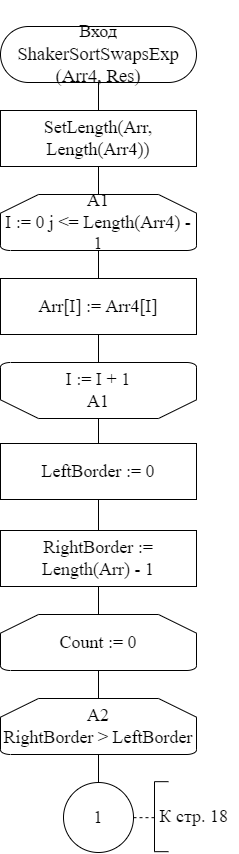 Вход
ShakerSortSwapsExp
(Arr4, Res)
SetLength(Arr,
Length(Arr4))
A1
I := 0 j <= Length(Arr4) -
1
Arr[I] := Arr4[I]
I := I + 1
A1
LeftBorder := 0
RightBorder :=
Length(Arr) - 1
Count := 0
A2
RightBorder > LeftBorder
1
К стр. 18